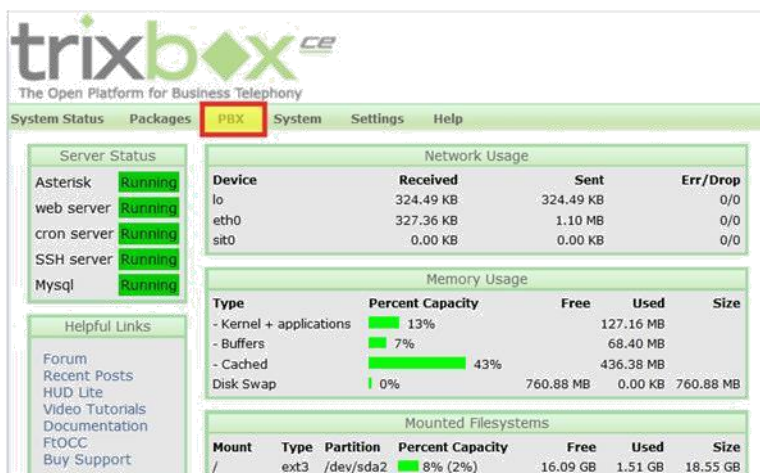 trixbox ce
The Open Platform for Business Telephony
System Status Packages PBX System Settings Help
Server Status
Asterisk Running
web server Running
cron server Running
SSH server Running
Mysql Running
Helpful Links
Forum
Recent Posts
HUD Lite
Video Tutorials
Documentation
FtOCC
Buy Support
Network Usage
Device Received Sent Err/Drop
lo 324.49 KB 324.49 KB 0/0
eth0 327.36 KB 1.10 MB 0/0
sit0 0.00 KB 0.00 KB 0/0
Memory Usage
Type Percent Capacity Free Used Size
- Kernel + applications 13% 127.16 MB
- Buffers 7% 68.40 MB
- Cached 43% 436.38 MB
Disk Swap 0% 760.88 MB 0.00 KB 760.88 MB
Mounted Filesystems
Mount Type Partition Percent Capacity Free Used Size
/ ext3 /dev/sda2 8% (2%) 16.09 GB 1.51 GB 18.55 GB